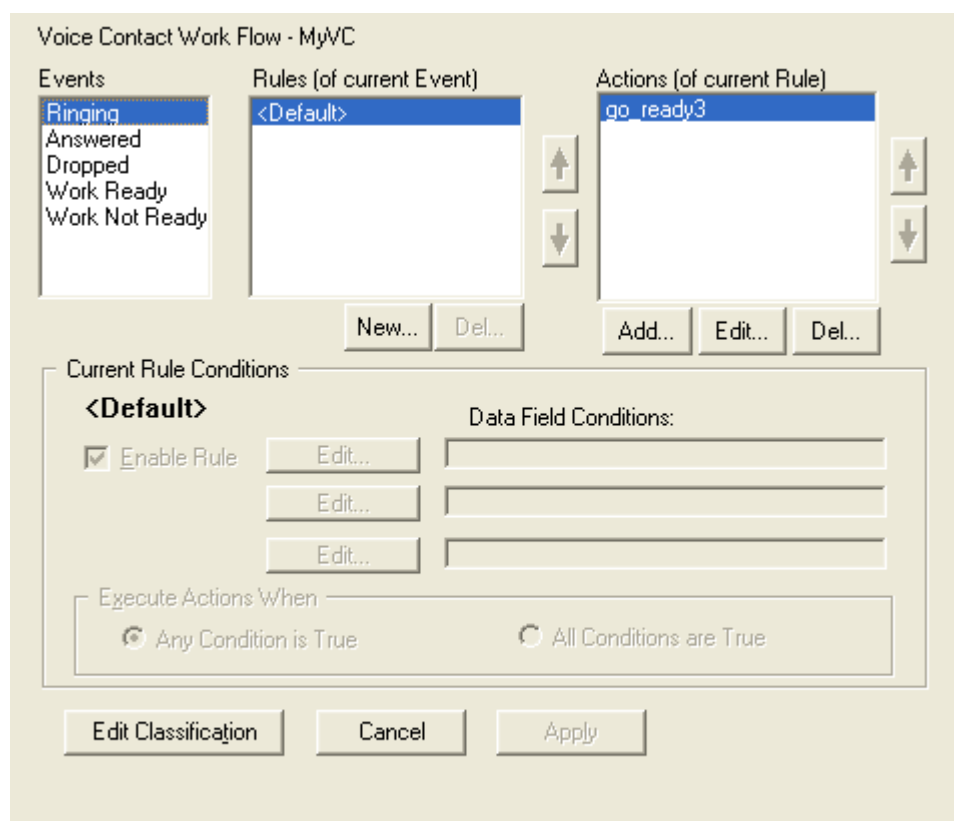 Voice Contact Work Flow - MyVC
Events
Rules (of current Event)
Actions (of current Rule)
Ringing
Answered
Dropped
Work Ready
Work Not Ready
<Default>
go_ready3
New...
Del...
Add...
Edit...
Del...
Current Rule Conditions
<Default>
Data Field Conditions:
Enable Rule
Edit...
Edit...
Edit...
Execute Actions When
Any Condition is True
All Conditions are True
Edit Classification
Cancel
Apply